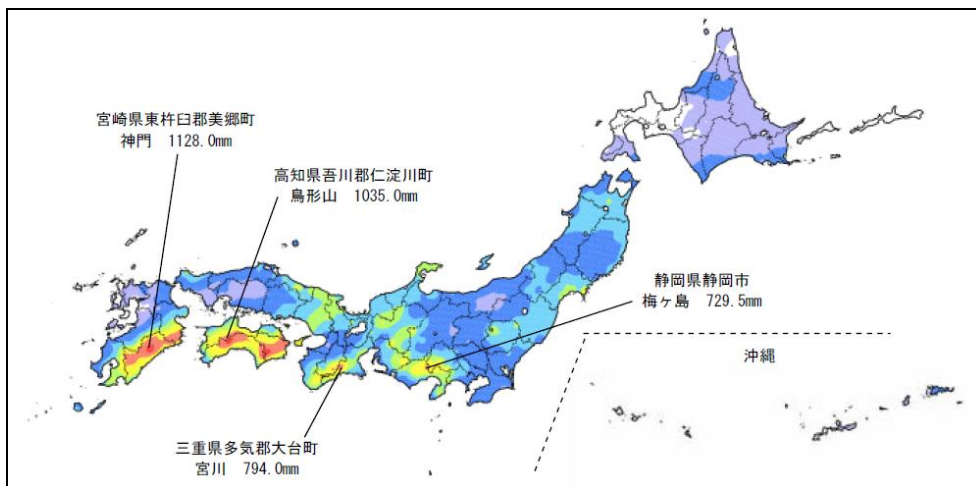 宮崎県東杵臼郡美郷町
神門　1128.0mm
高知県吾川郡仁淀川町
鳥形山　1035.0mm
静岡県静岡市
梅ヶ島　729.5mm
沖縄
三重県多気郡大台町
宮川　794.0mm